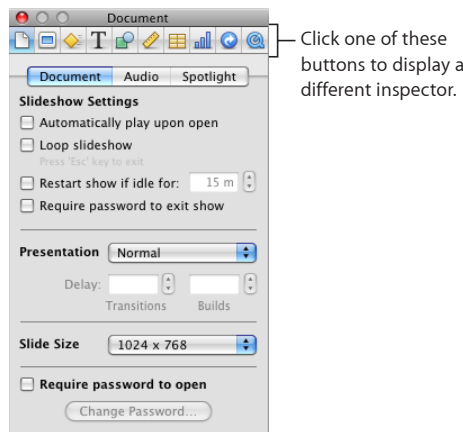 Document
T
Click one of these
buttons to display a
different inspector.
Document Audio Spotlight
Slideshow Settings
Automatically play upon open
Loop slideshow
Press 'Esc' key to exit
Restart show if idle for: 15 m
Require password to exit show
Presentation Normal
Delay:
Transitions Builds
Slide Size 1024 x 768
Require password to open
Change Password...